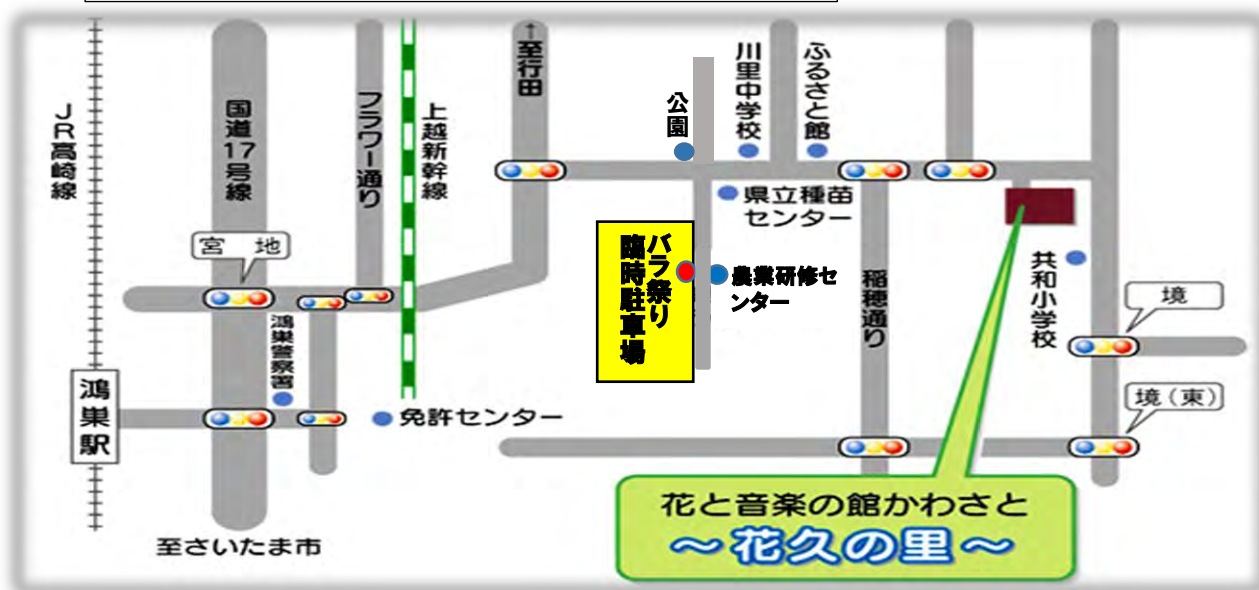 JR高崎線
国道17号線
フラワー通り
上越新幹線
↑至行田
公園
川里中学校
ふるさと館
宮 地
県立種苗
センター
バラ祭り
臨時駐車場
農業研修セ
ンター
稲穂通り
共和小学校
境
鴻巣警察署
鴻巣駅
免許センター
境(東)
至さいたま市
花と音楽の館かわさと
~花久の里~